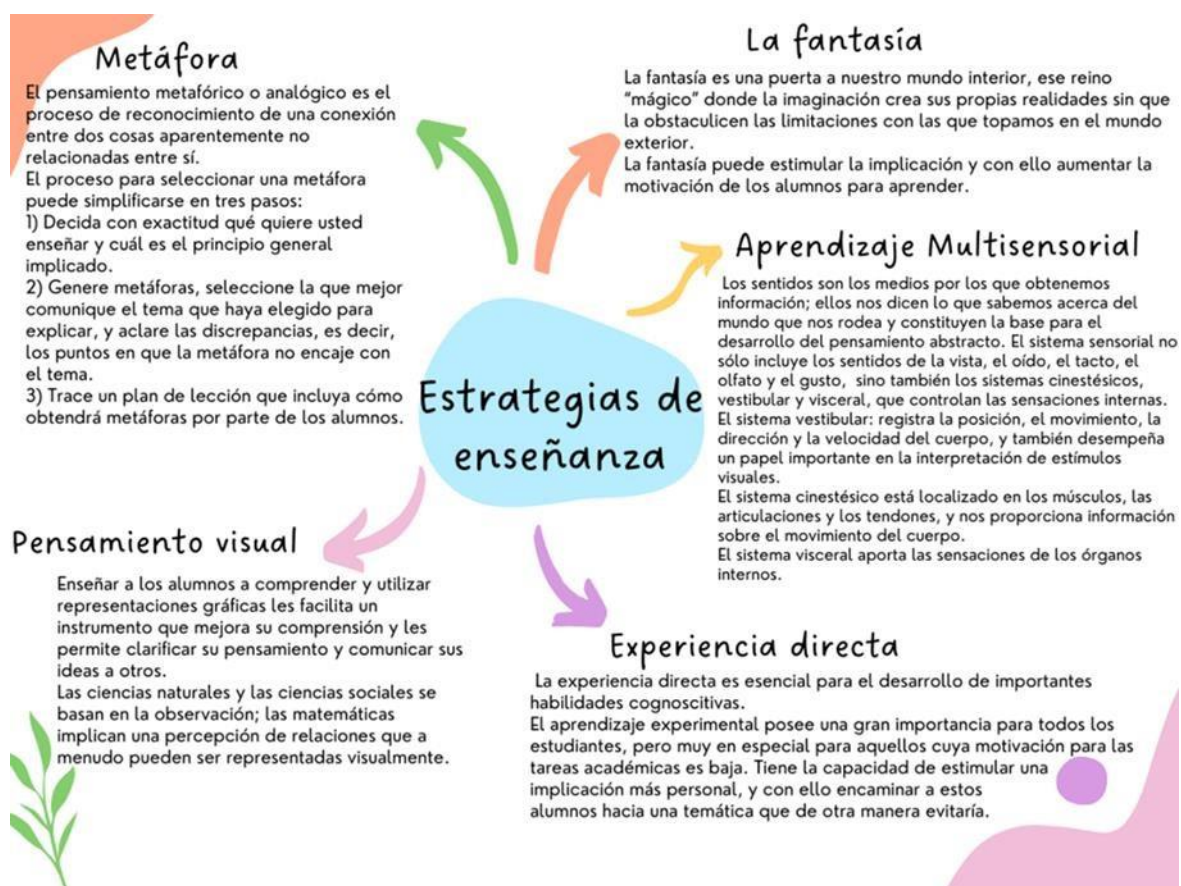 Metáfora
El pensamiento metafórico o analógico es el
proceso de reconocimiento de una conexión
entre dos cosas aparentemente no
relacionadas entre sí.
El proceso para seleccionar una metáfora
puede simplificarse en tres pasos:
1) Decida con exactitud qué quiere usted
enseñar y cuál es el principio general
implicado.
2) Genere metáforas, seleccione la que mejor
comunique el tema que haya elegido para
explicar, y aclare las discrepancias, es decir,
los puntos en que la metáfora no encaje con
el tema.
3) Trace un plan de lección que incluya cómo
obtendrá metáforas por parte de los alumnos.
La fantasía
La fantasía es una puerta a nuestro mundo interior, ese reino
“mágico” donde la imaginación crea sus propias realidades sin que
la obstaculicen las limitaciones con las que topamos en el mundo
exterior.
La fantasía puede estimular la implicación y con ello aumentar la
motivación de los alumnos para aprender.
Aprendizaje Multisensorial
Los sentidos son los medios por los que obtenemos
información; ellos nos dicen lo que sabemos acerca del
mundo que nos rodea y constituyen la base para el
desarrollo del pensamiento abstracto. El sistema sensorial no
sólo incluye los sentidos de la vista, el oído, el tacto, el
olfato y el gusto, sino también los sistemas cinestésicos,
vestibular y visceral, que controlan las sensaciones internas.
El sistema vestibular: registra la posición, el movimiento, la
dirección y la velocidad del cuerpo, y también desempeña
un papel importante en la interpretación de estímulos
visuales.
El sistema cinestésico está localizado en los músculos, las
articulaciones y los tendones, y nos proporciona información
sobre el movimiento del cuerpo.
El sistema visceral aporta las sensaciones de los órganos
internos.
Estrategias de
enseñanza
Pensamiento visual
Enseñar a los alumnos a comprender y utilizar
representaciones gráficas les facilita un
instrumento que mejora su comprensión y les
permite clarificar su pensamiento y comunicar sus
ideas a otros.
Las ciencias naturales y las ciencias sociales se
basan en la observación; las matemáticas
implican una percepción de relaciones que a
menudo pueden ser representadas visualmente.
Experiencia directa
La experiencia directa es esencial para el desarrollo de importantes
habilidades cognoscitivas.
El aprendizaje experimental posee una gran importancia para todos los
estudiantes, pero muy en especial para aquellos cuya motivación para las
tareas académicas es baja. Tiene la capacidad de estimular una
implicación más personal, y con ello encaminar a estos
alumnos hacia una temática que de otra manera evitaría.